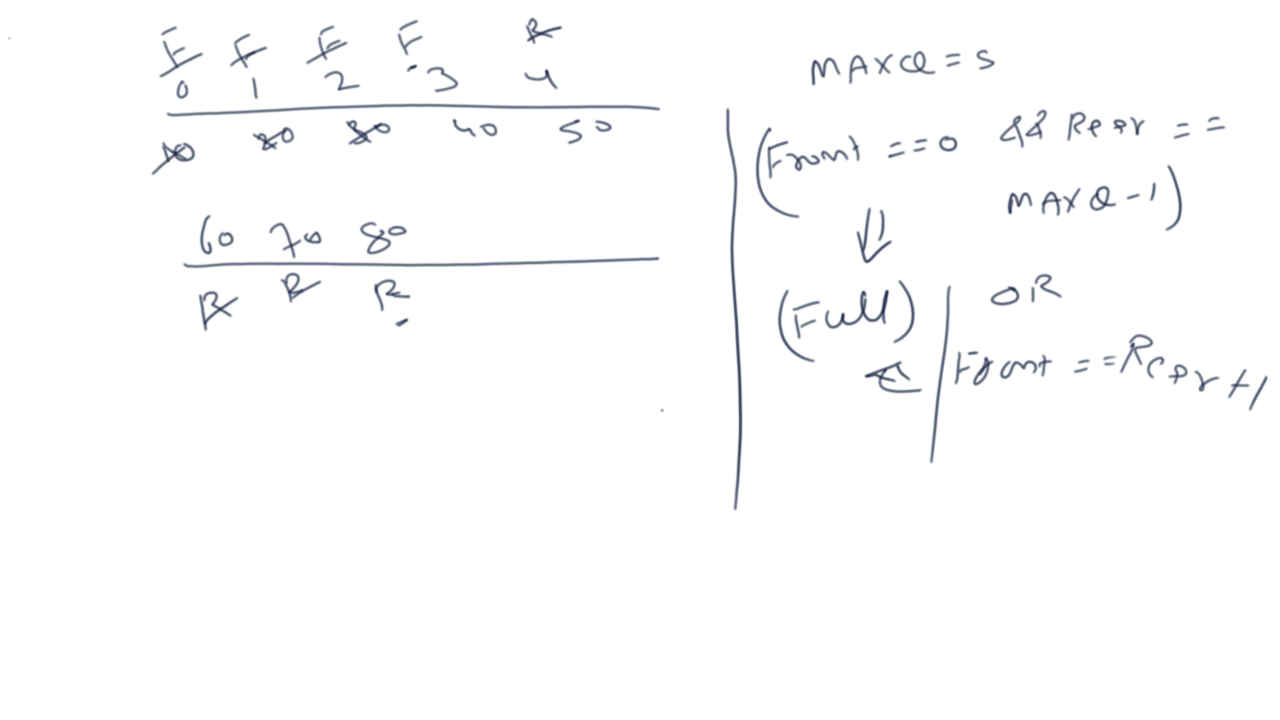 F F F F R
0 1 2 3 4
10 20 30 40 50
60 70 80
R R R
MAXQ = 5
(Front == 0 && Rear ==
MAXQ - 1)
⇓
(Full) OR
⇐ Front == Rear + 1